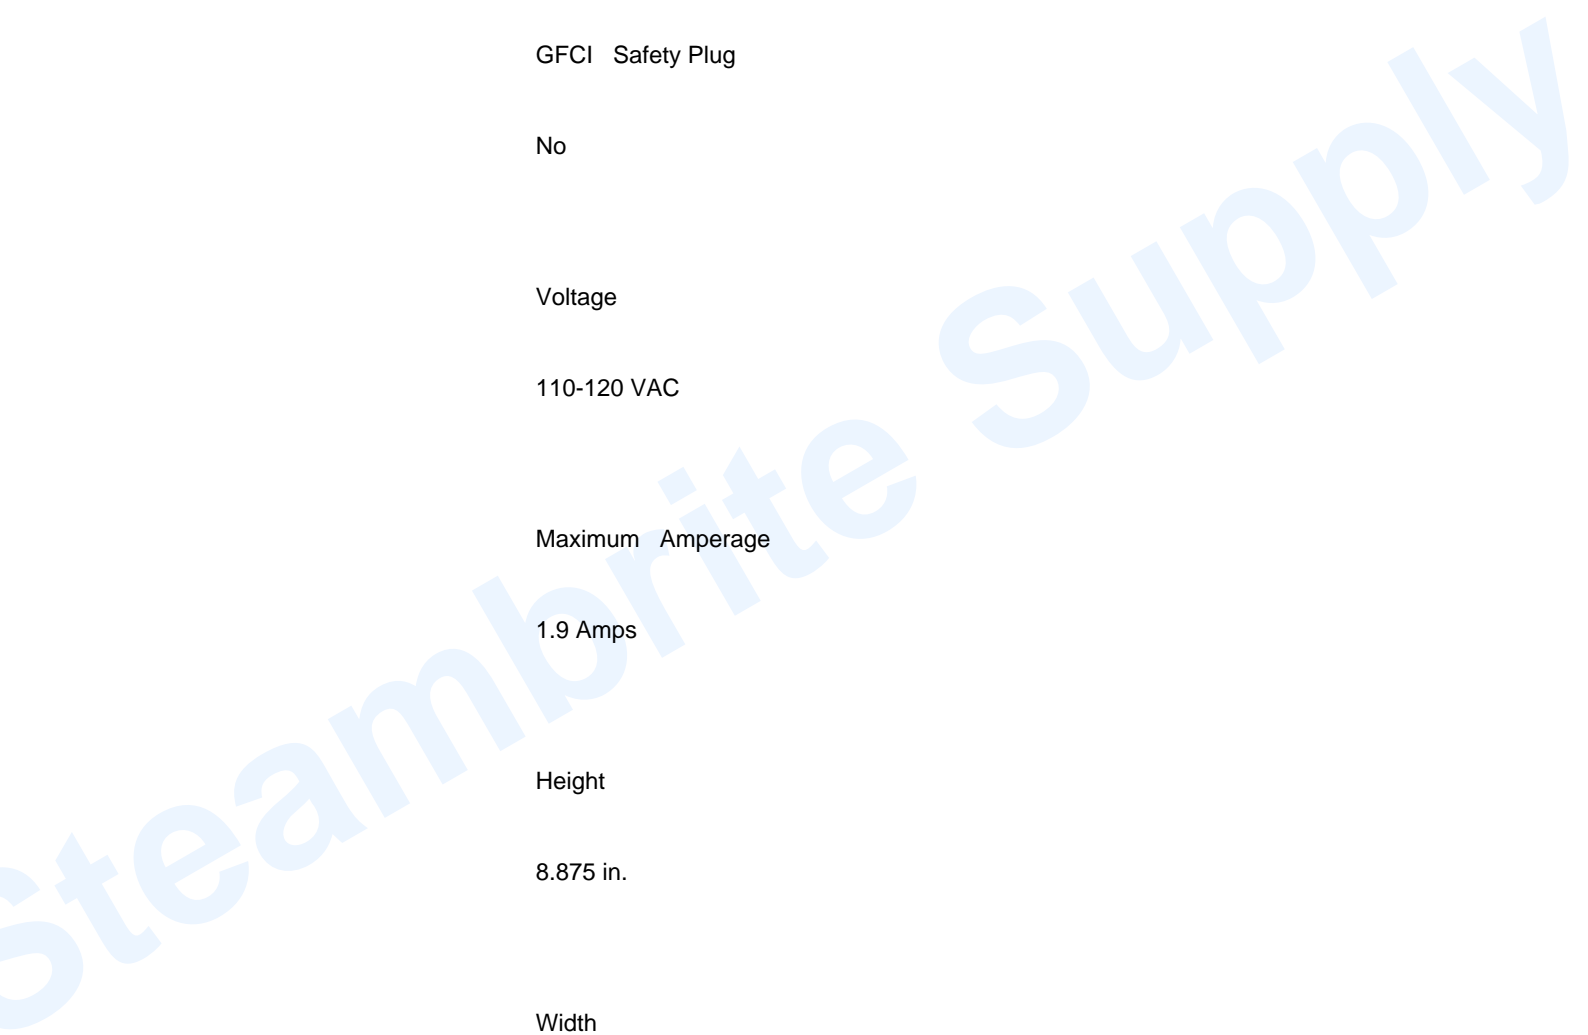 GFCI   Safety Plug
No
Voltage
110-120 VAC
Maximum   Amperage
1.9 Amps
Height
8.875 in.
Width
Steambrite Supply